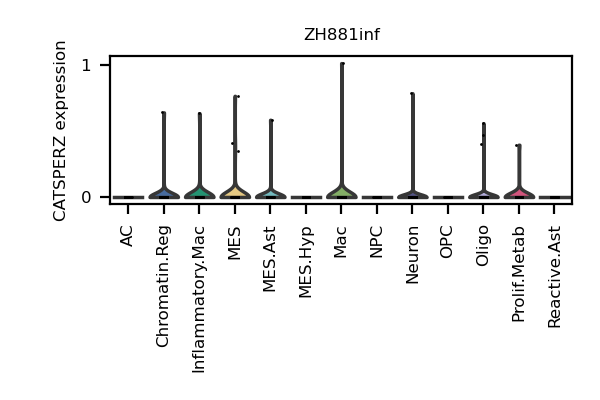 ZH881inf
CATSPERZ expression
1
0
AC
Chromatin.Reg
Inflammatory.Mac
MES
MES.Ast
MES.Hyp
Mac
NPC
Neuron
OPC
Oligo
Prolif.Metab
Reactive.Ast